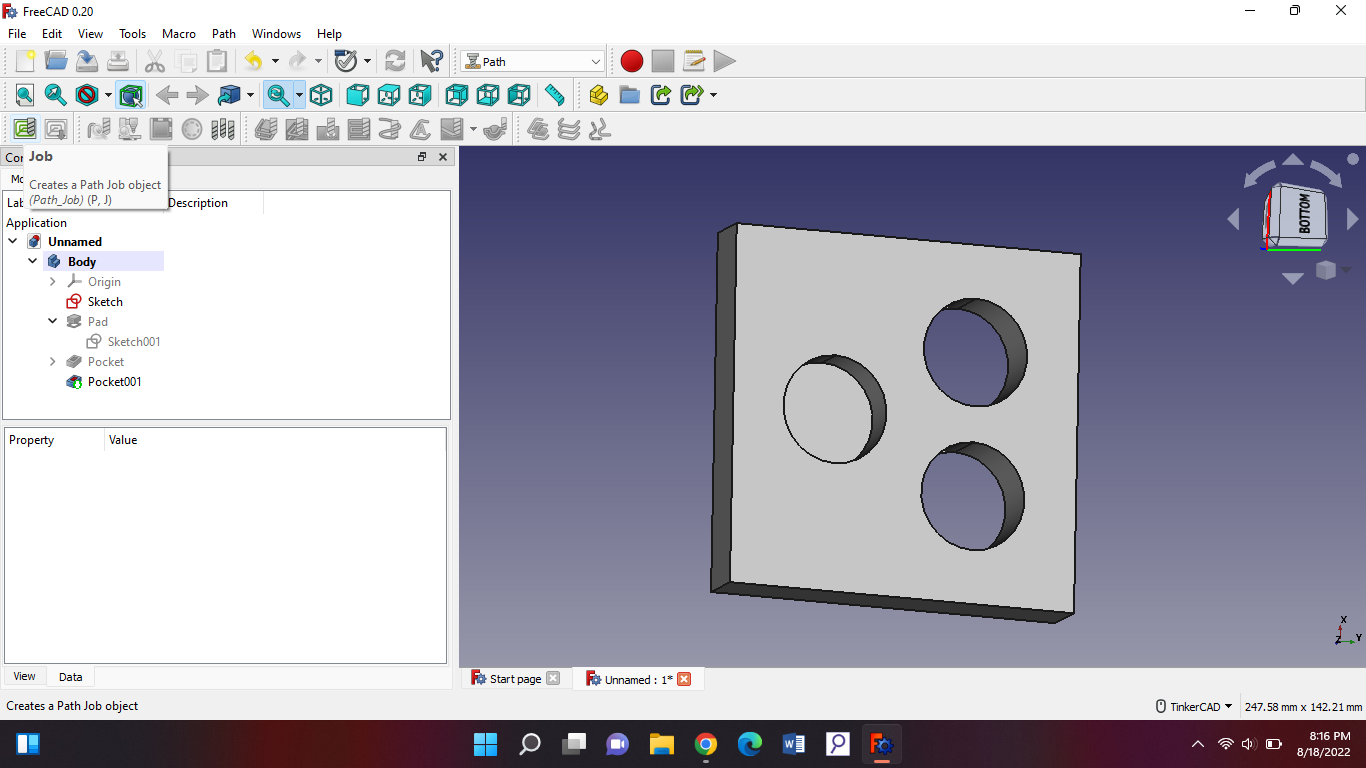 FreeCAD 0.20
File Edit View Tools Macro Path Windows Help
Path
Job
Creates a Path Job object
(Path_Job) (P, J)
Con
Mo
Lab Description
Application
Unnamed
Body
Origin
Sketch
Pad
Sketch001
Pocket
Pocket001
Property Value
View Data
BOTTOM
X
Z Y
Start page Unnamed : 1*
Creates a Path Job object TinkerCAD 247.58 mm x 142.21 mm
8:16 PM
8/18/2022